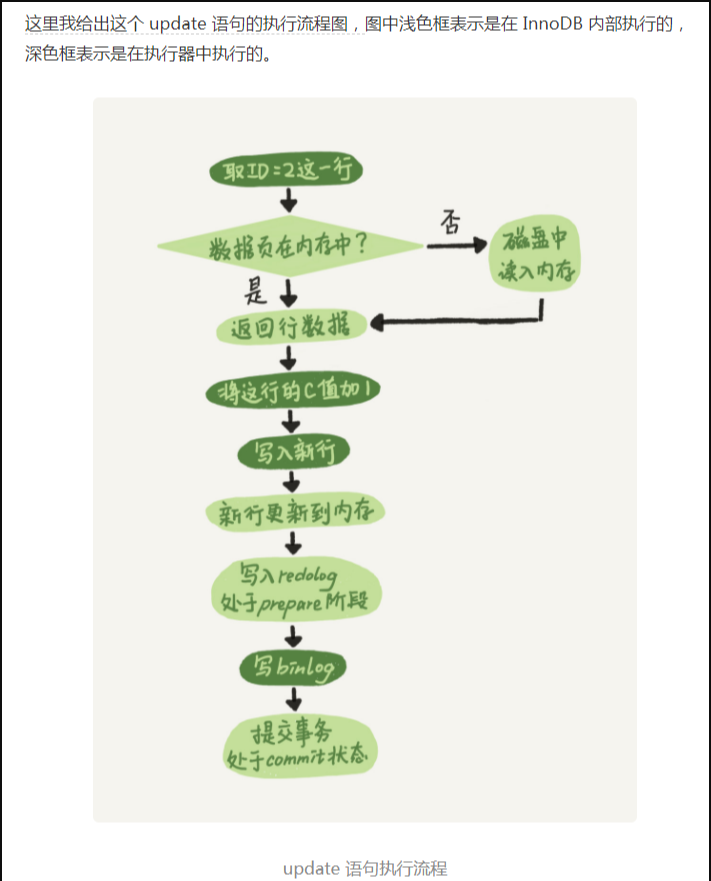 这里我给出这个 update 语句的执行流程图，图中浅色框表示是在 InnoDB 内部执行的，
深色框表示是在执行器中执行的。
取ID=2这一行
数据页在内存中？
否
磁盘中
读入内存
是
返回行数据
将这行的C值加1
写入新行
新行更新到内存
写入redolog
处于prepare阶段
写binlog
提交事务
处于commit状态
update 语句执行流程